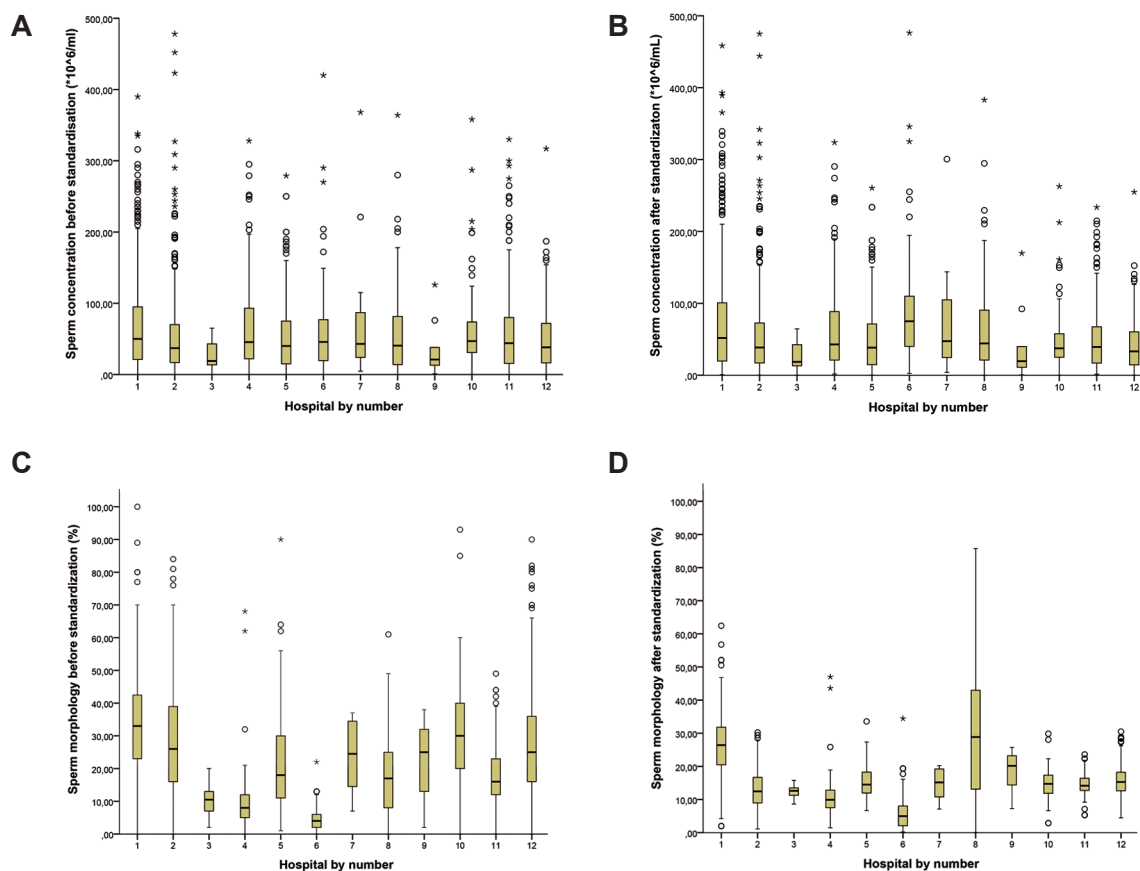 A
Sperm concentration before standardisation (*10^6/ml)
500,00
400,00
300,00
200,00
100,00
,00
1 2 3 4 5 6 7 8 9 10 11 12
Hospital by number
B
Sperm concentration after standardizaton (*10^6/mL)
500,00
400,00
300,00
200,00
100,00
,00
1 2 3 4 5 6 7 8 9 10 11 12
Hospital by number
C
Sperm morphology before standardization (%)
100,00
90,00
80,00
70,00
60,00
50,00
40,00
30,00
20,00
10,00
,00
1 2 3 4 5 6 7 8 9 10 11 12
Hospital by number
D
Sperm morphology after standardization (%)
100,00
90,00
80,00
70,00
60,00
50,00
40,00
30,00
20,00
10,00
,00
1 2 3 4 5 6 7 8 9 10 11 12
Hospital by number